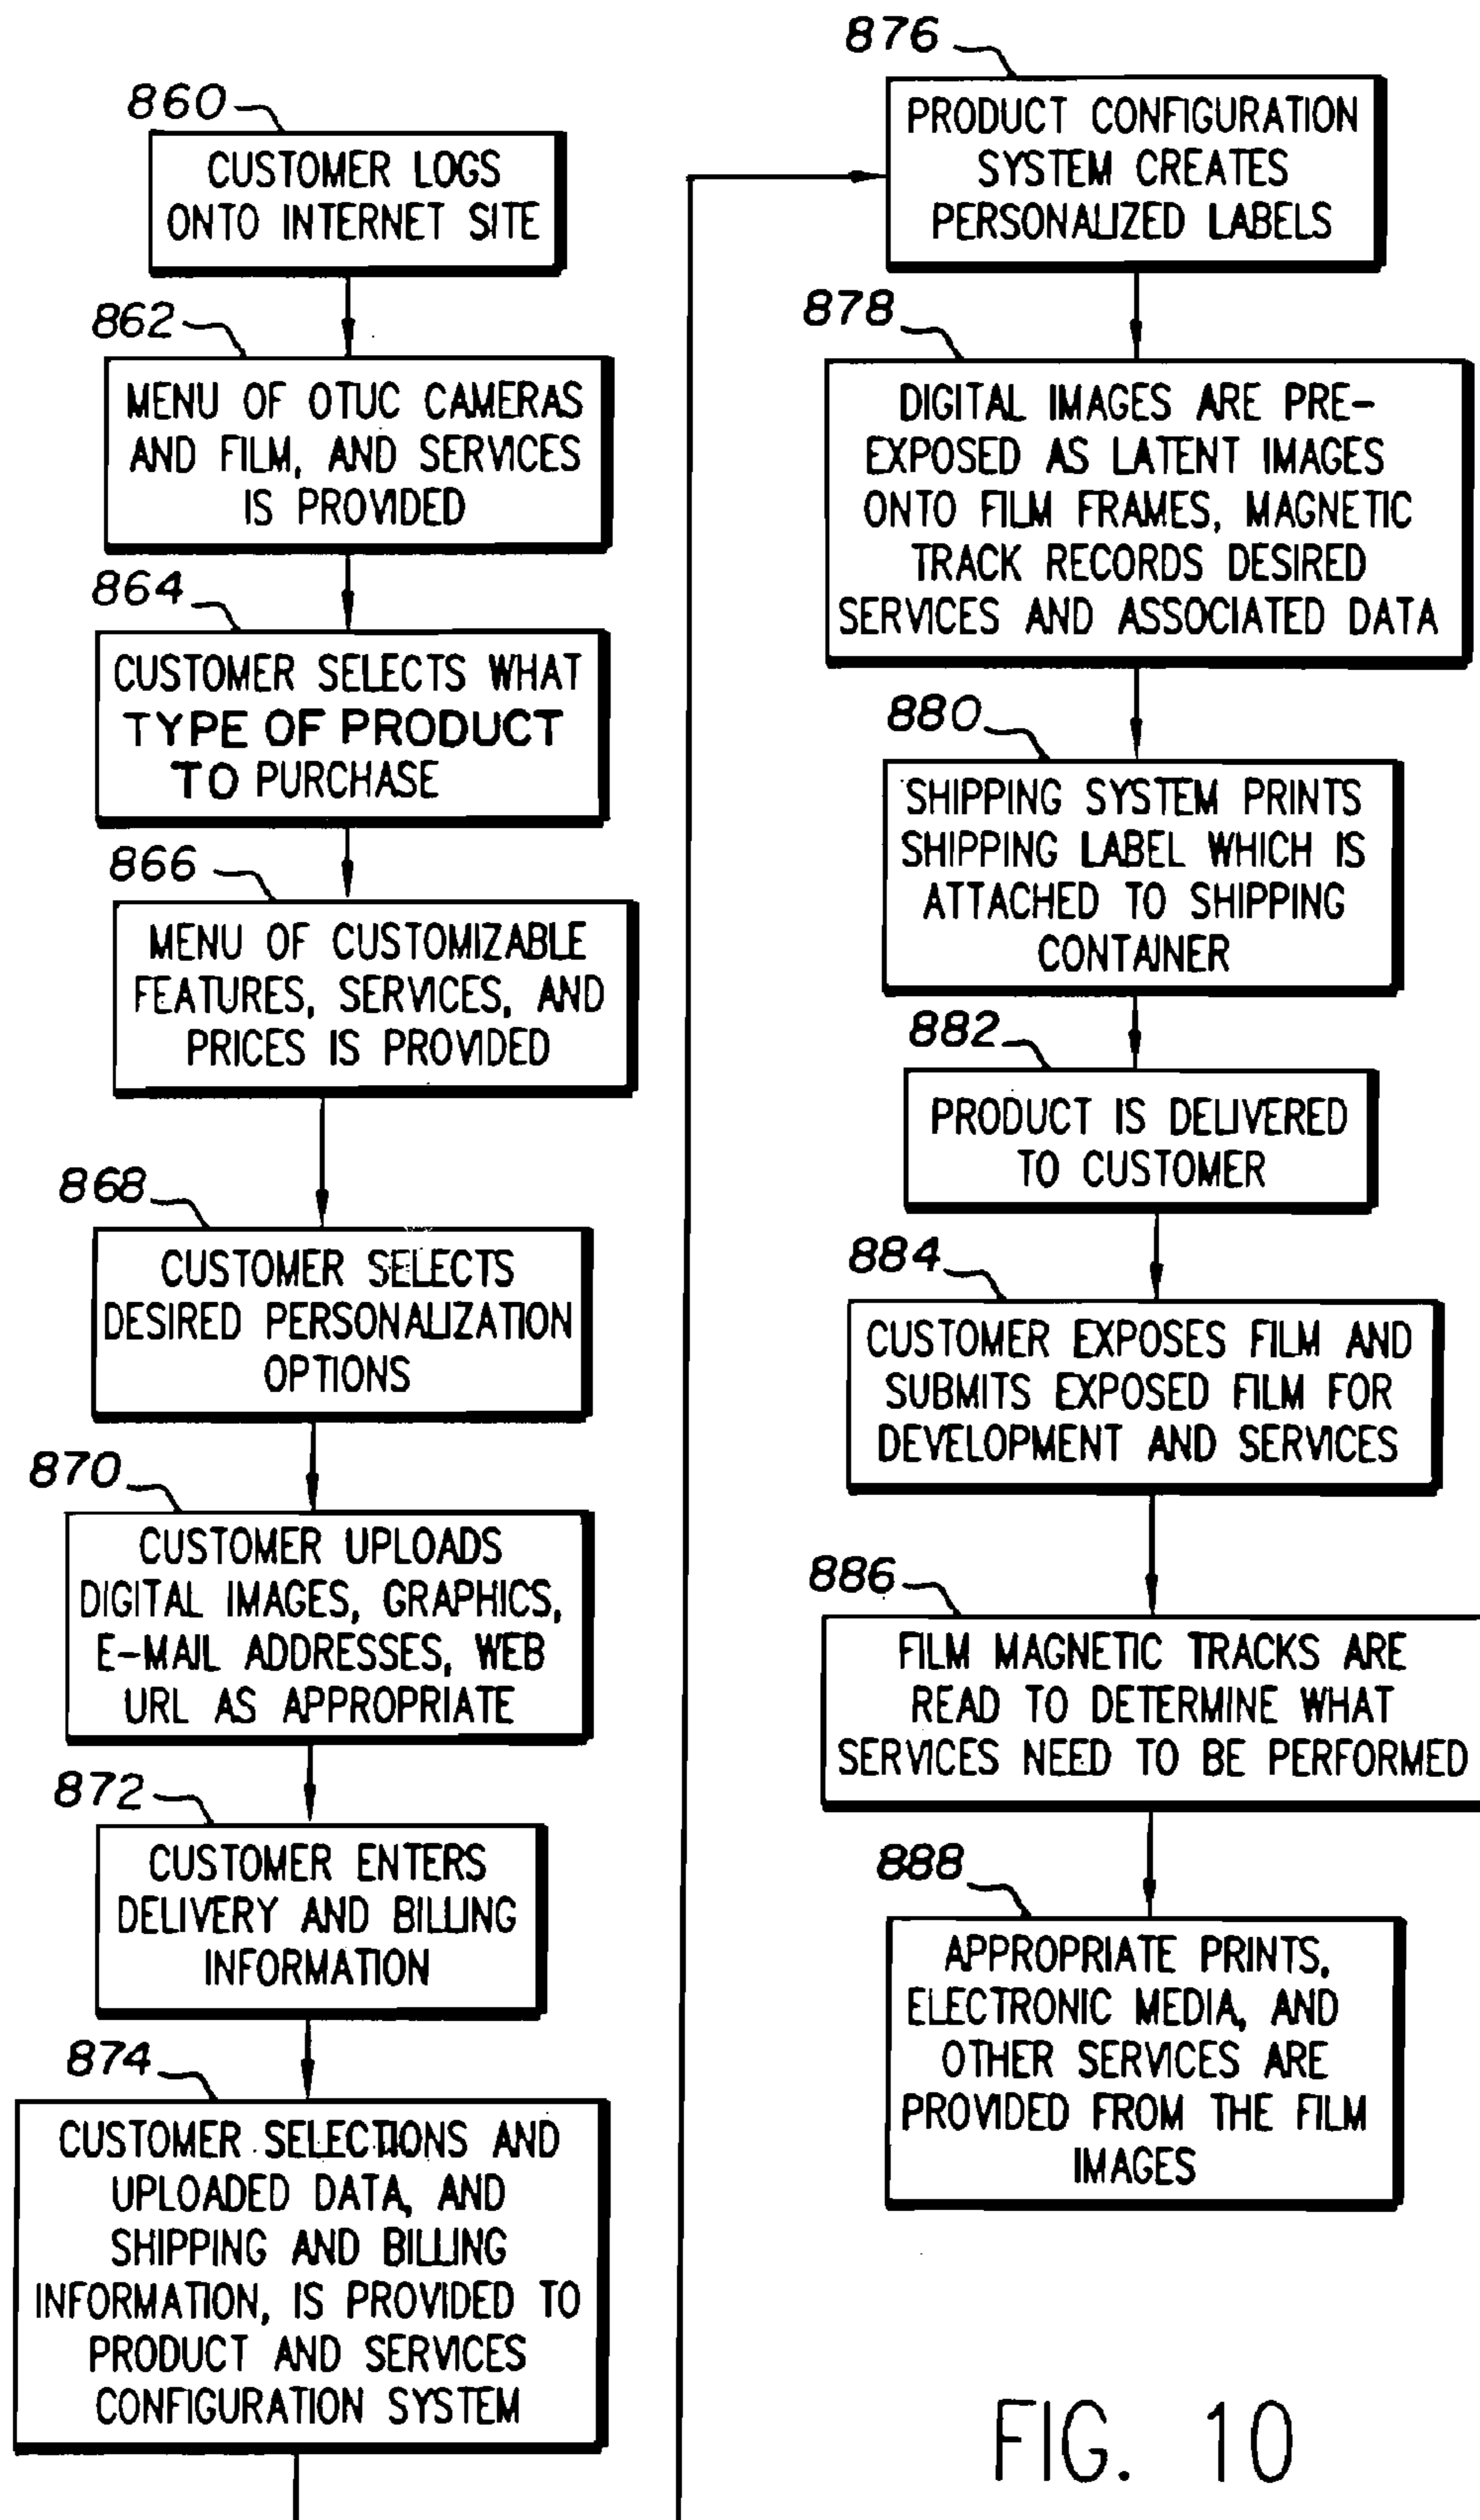 860
CUSTOMER LOGS
ONTO INTERNET SITE
862
MENU OF OTUC CAMERAS
AND FILM, AND SERVICES
IS PROVIDED
864
CUSTOMER SELECTS WHAT
TYPE OF PRODUCT
TO PURCHASE
866
MENU OF CUSTOMIZABLE
FEATURES, SERVICES, AND
PRICES IS PROVIDED
868
CUSTOMER SELECTS
DESIRED PERSONALIZATION
OPTIONS
870
CUSTOMER UPLOADS
DIGITAL IMAGES, GRAPHICS,
E-MAIL ADDRESSES, WEB
URL AS APPROPRIATE
872
CUSTOMER ENTERS
DELIVERY AND BILLING
INFORMATION
874
CUSTOMER SELECTIONS AND
UPLOADED DATA, AND
SHIPPING AND BILLING
INFORMATION, IS PROVIDED TO
PRODUCT AND SERVICES
CONFIGURATION SYSTEM
876
PRODUCT CONFIGURATION
SYSTEM CREATES
PERSONALIZED LABELS
878
DIGITAL IMAGES ARE PRE-
EXPOSED AS LATENT IMAGES
ONTO FILM FRAMES, MAGNETIC
TRACK RECORDS DESIRED
SERVICES AND ASSOCIATED DATA
880
SHIPPING SYSTEM PRINTS
SHIPPING LABEL WHICH IS
ATTACHED TO SHIPPING
CONTAINER
882
PRODUCT IS DELIVERED
TO CUSTOMER
884
CUSTOMER EXPOSES FILM AND
SUBMITS EXPOSED FILM FOR
DEVELOPMENT AND SERVICES
886
FILM MAGNETIC TRACKS ARE
READ TO DETERMINE WHAT
SERVICES NEED TO BE PERFORMED
888
APPROPRIATE PRINTS,
ELECTRONIC MEDIA, AND
OTHER SERVICES ARE
PROVIDED FROM THE FILM
IMAGES
FIG. 10